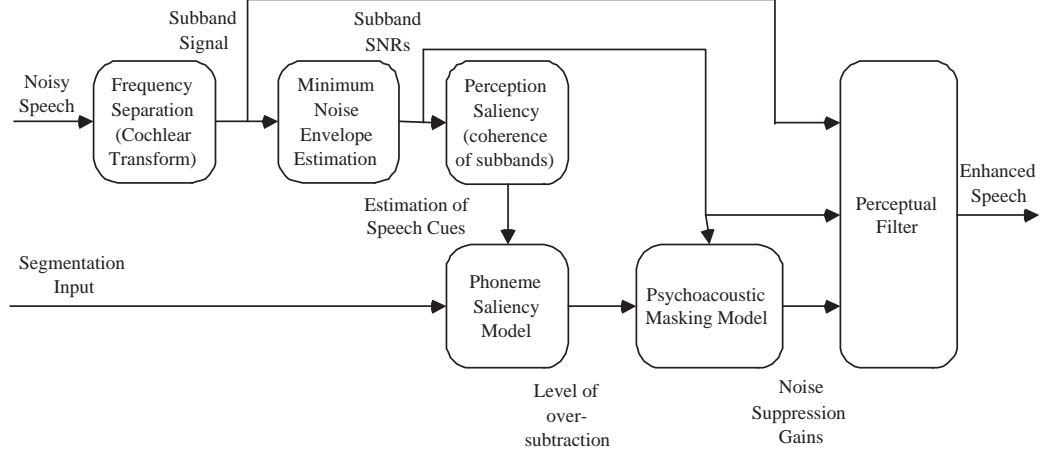 Subband
Signal
Subband
SNRs
Noisy
Speech
Frequency
Separation
(Cochlear
Transform)
Minimum
Noise
Envelope
Estimation
Perception
Saliency
(coherence
of subbands)
Perceptual
Filter
Enhanced
Speech
Estimation of
Speech Cues
Segmentation
Input
Phoneme
Saliency
Model
Psychoacoustic
Masking Model
Level of
over-
subtraction
Noise
Suppression
Gains